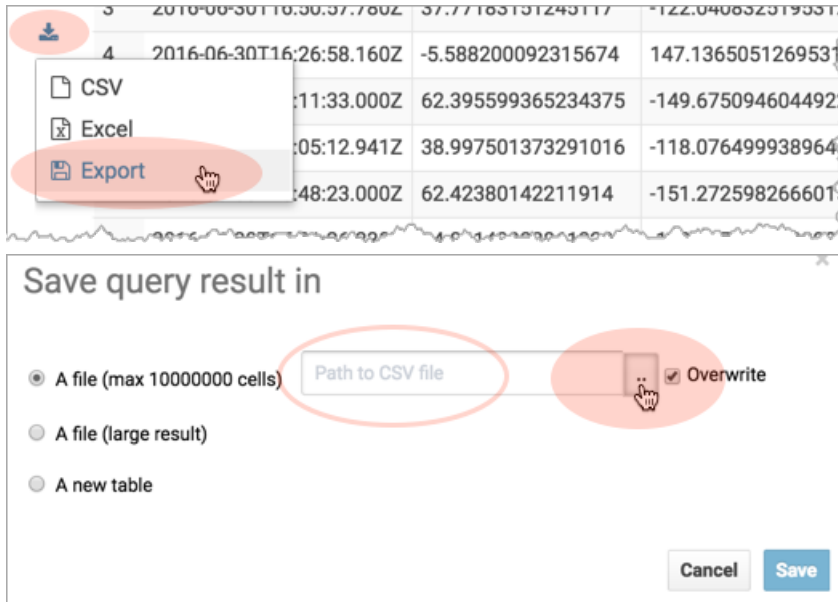 3 2016-06-30T16:50:57.780Z 37.77183151245117 -122.040832519531
4 2016-06-30T16:26:58.160Z -5.588200092315674 147.136505126953
CSV :11:33.000Z 62.395599365234375 -149.675094604492
Excel :05:12.941Z 38.997501373291016 -118.076499938964
Export :48:23.000Z 62.42380142211914 -151.272598266601
Save query result in
A file (max 10000000 cells) Path to CSV file .. Overwrite
A file (large result)
A new table
Cancel Save